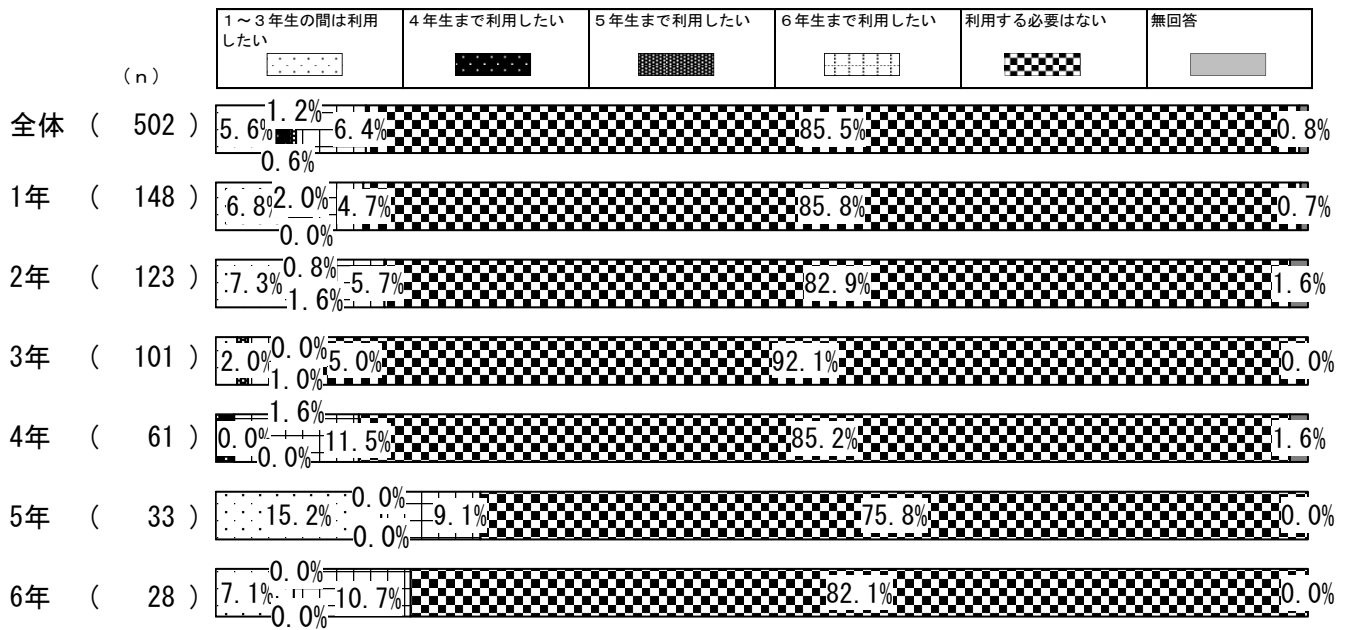 １～３年生の間は利用したい ４年生まで利用したい ５年生まで利用したい ６年生まで利用したい 利用する必要はない 無回答
（n）
全体 （ 502 ） 5.6% 1.2% 0.6% 6.4% 85.5% 0.8%
1年 （ 148 ） 6.8% 2.0% 0.0% 4.7% 85.8% 0.7%
2年 （ 123 ） 7.3% 0.8% 1.6% 5.7% 82.9% 1.6%
3年 （ 101 ） 2.0% 0.0% 1.0% 5.0% 92.1% 0.0%
4年 （ 61 ） 0.0% 1.6% 0.0% 11.5% 85.2% 1.6%
5年 （ 33 ） 15.2% 0.0% 0.0% 9.1% 75.8% 0.0%
6年 （ 28 ） 7.1% 0.0% 0.0% 10.7% 82.1% 0.0%